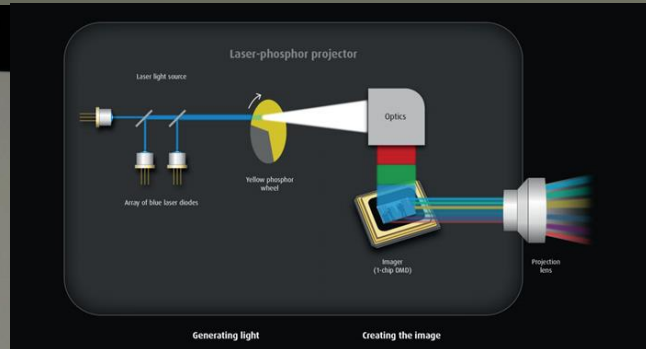 Laser-phosphor projector
Laser light source
Optics
Yellow phosphor
wheel
Array of blue laser diodes
Imager
(1-chip DMD)
Projection
lens
Generating light
Creating the image